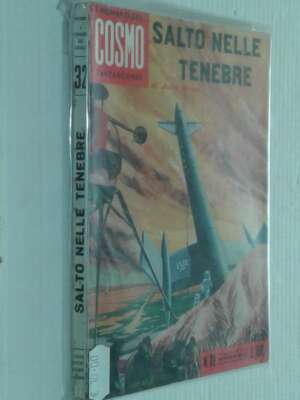 I ROMANZI DEL
COSMO
FANTASCIENZA
SALTO NELLE
TENEBRE
32
SALTO NELLE TENEBRE